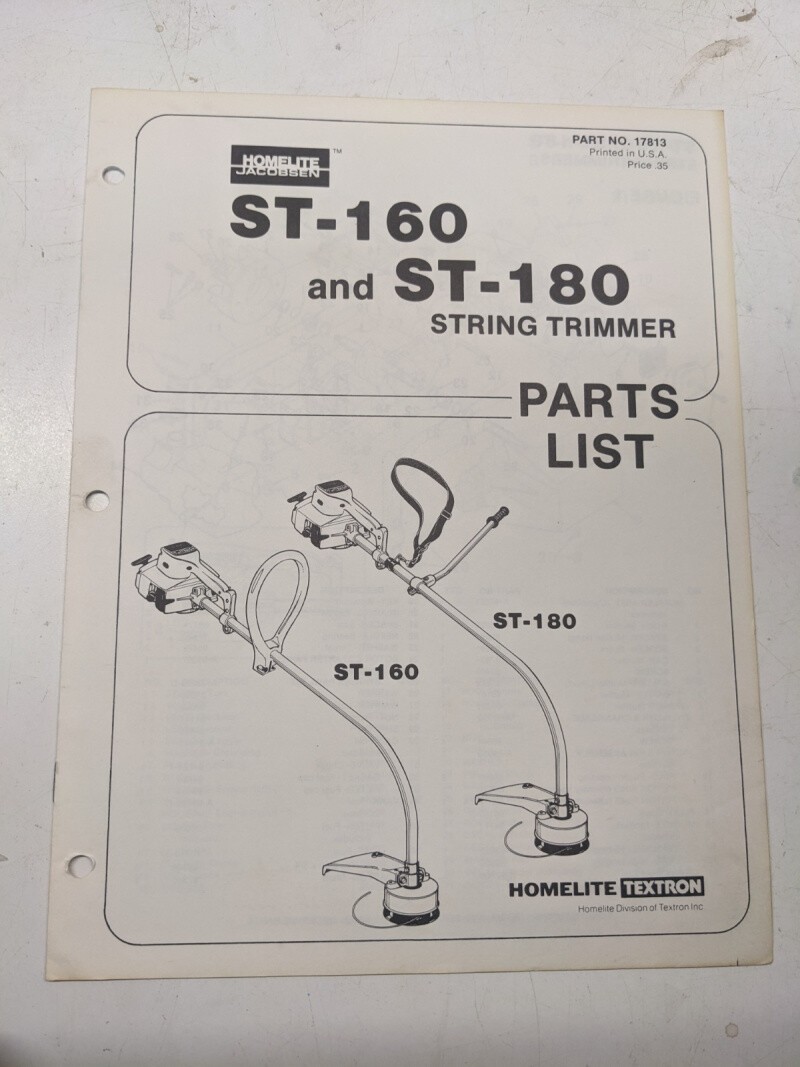 HOMELITE ™
JACOBSEN
PART NO. 17813
Printed in U.S.A.
Price .35
ST-160
and ST-180
STRING TRIMMER
PARTS
LIST
ST-180
ST-160
HOMELITE TEXTRON
Homelite Division of Textron Inc